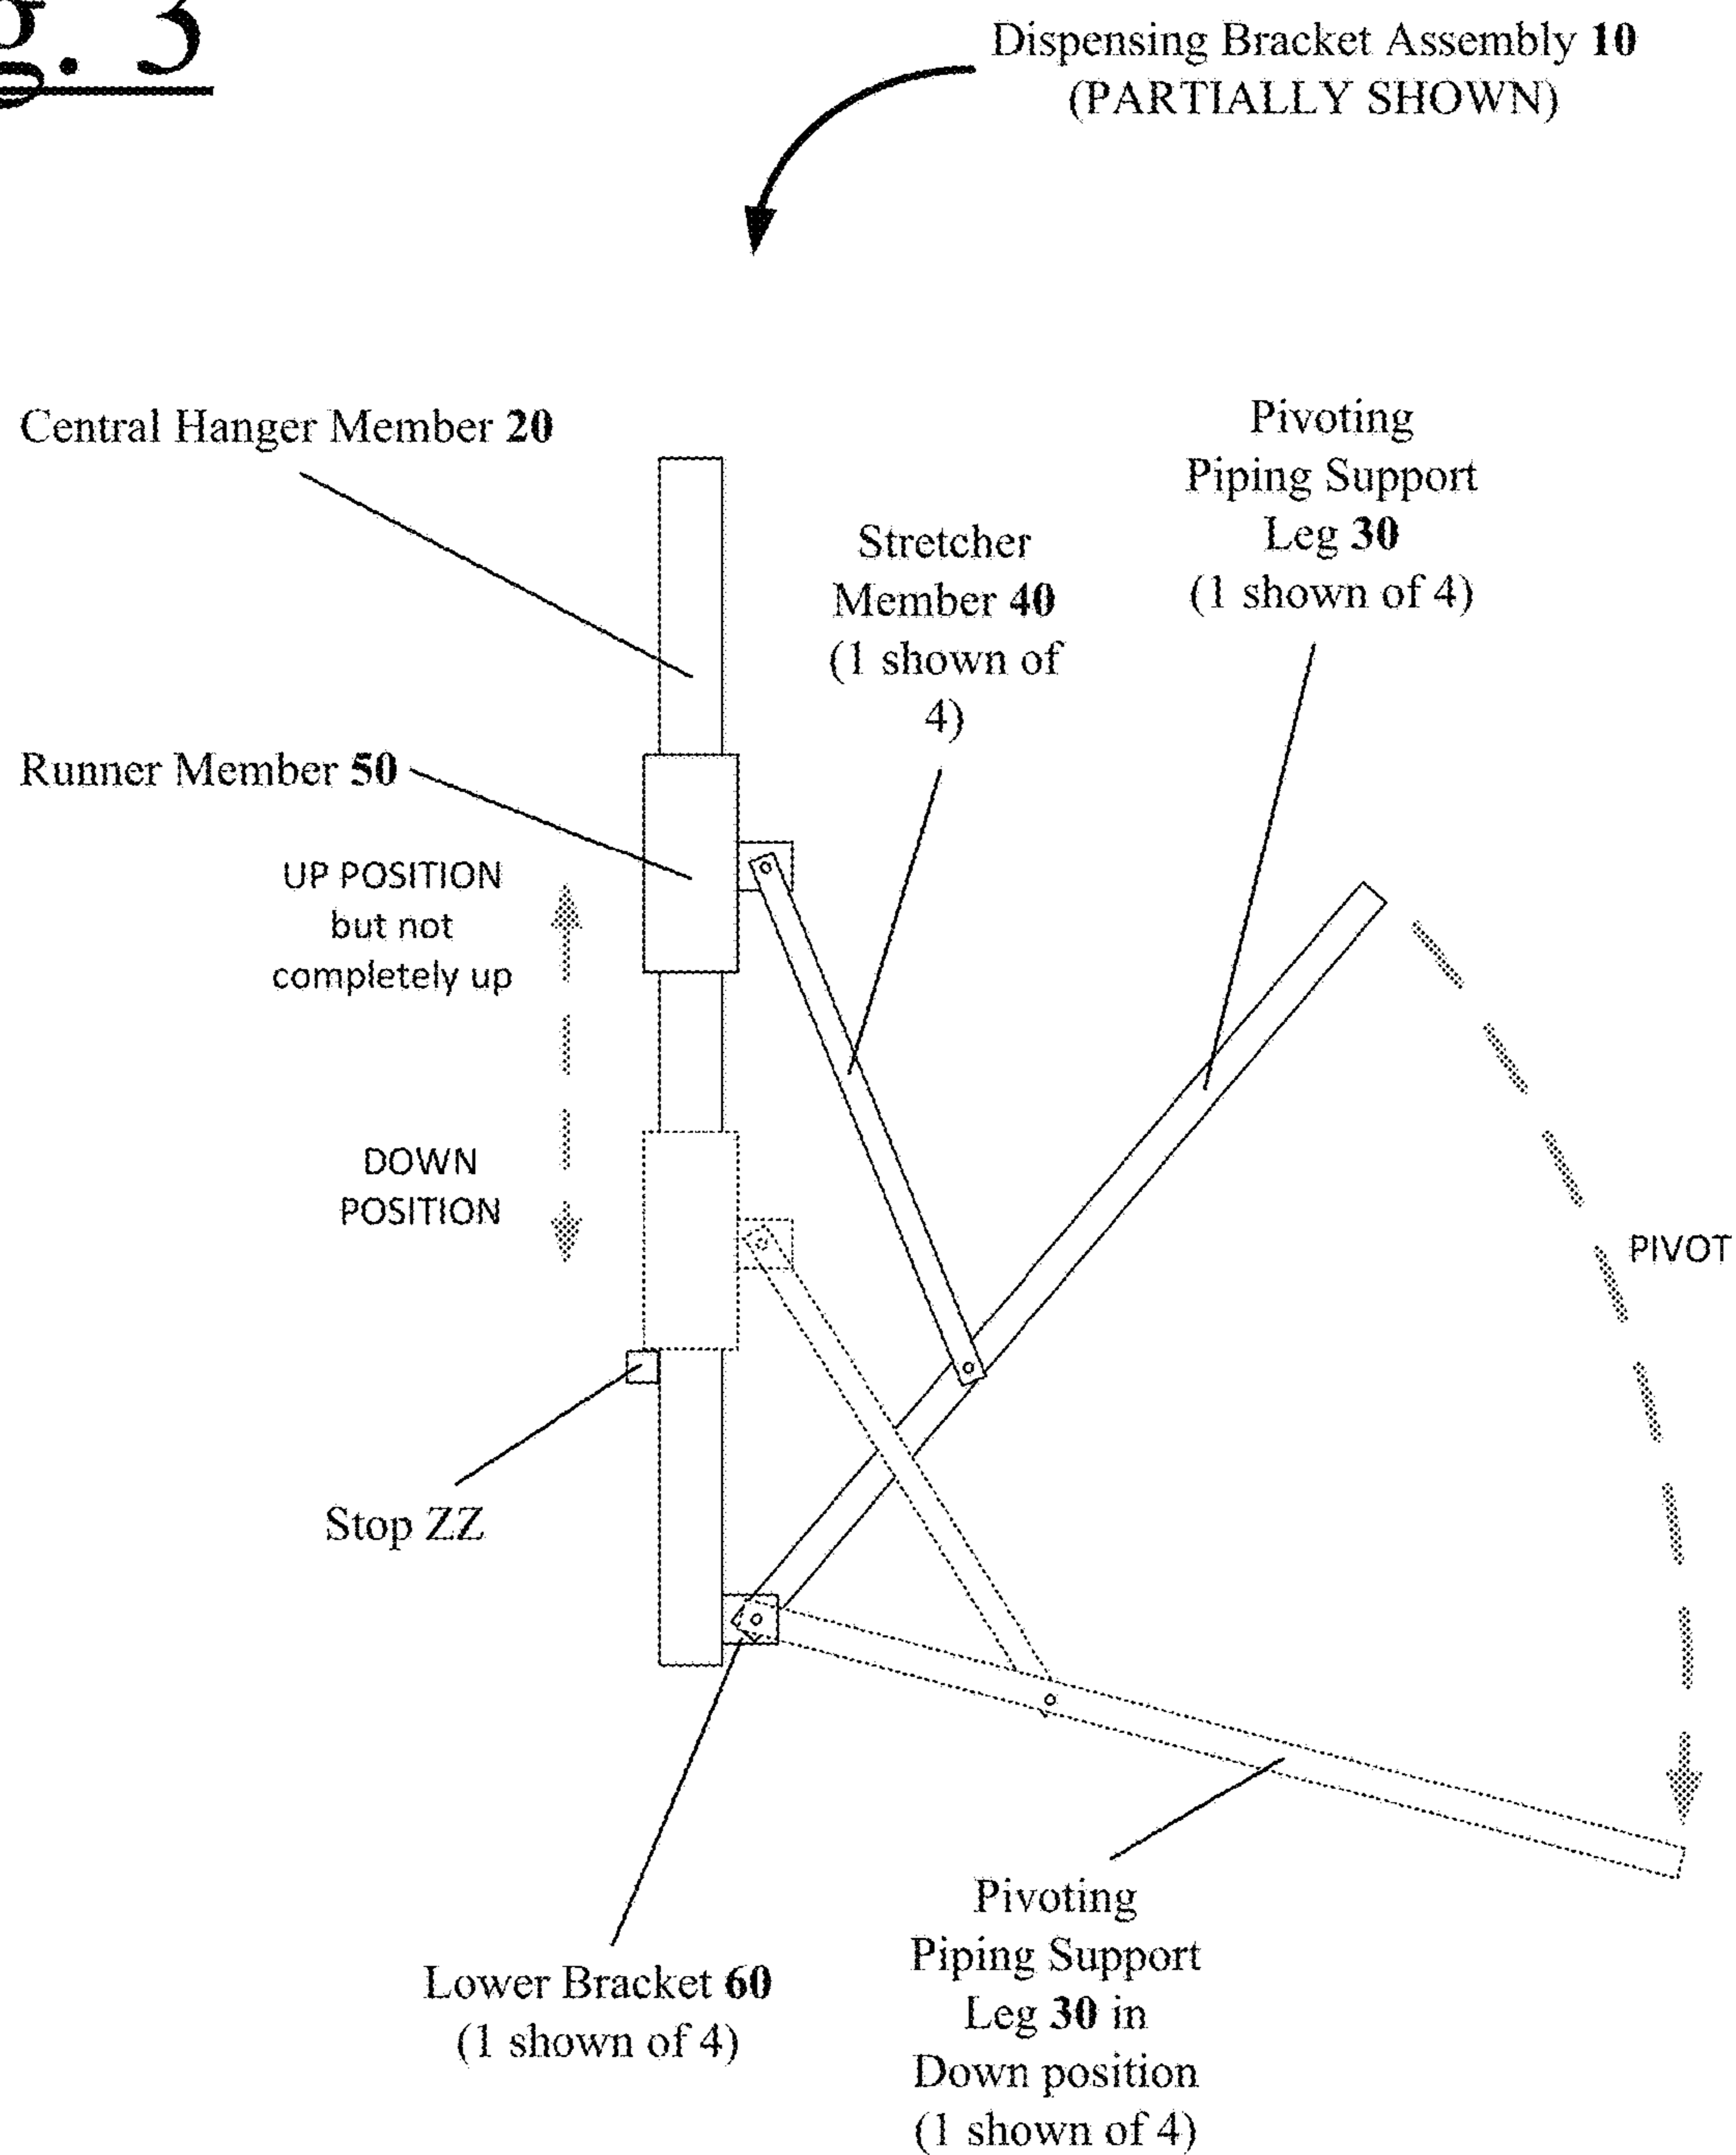 g. 3
Dispensing Bracket Assembly 10
(PARTIALLY SHOWN)
Central Hanger Member 20
Pivoting
Piping Support
Leg 30
(1 shown of 4)
Stretcher
Member 40
(1 shown of
4)
Runner Member 50
UP POSITION
but not
completely up
DOWN
POSITION
PIVOT
Stop ZZ
Lower Bracket 60
(1 shown of 4)
Pivoting
Piping Support
Leg 30 in
Down position
(1 shown of 4)